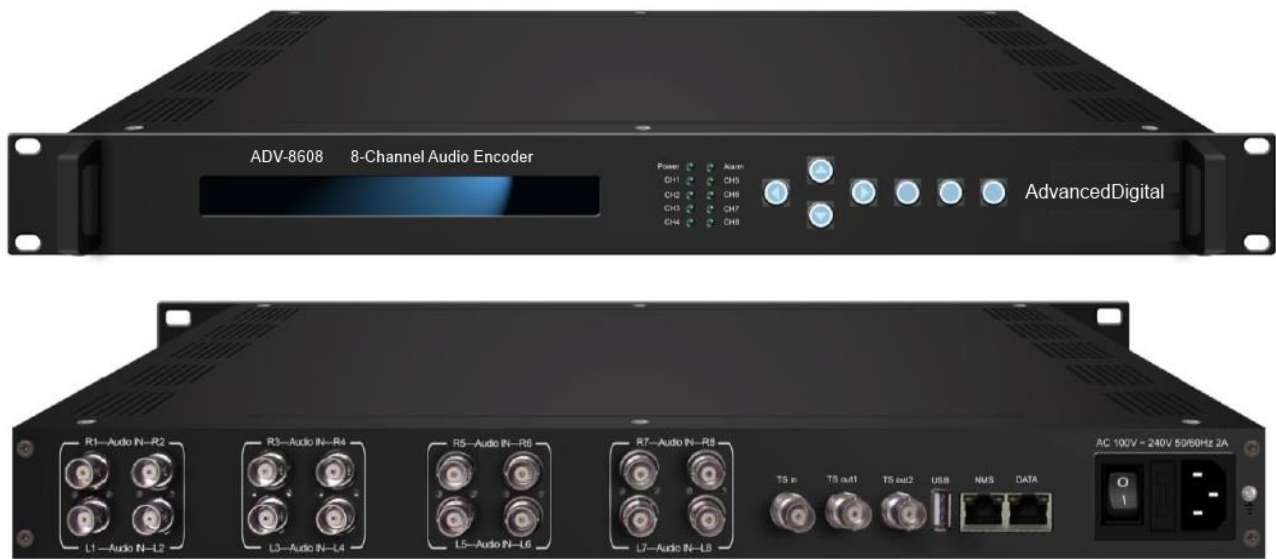 ADV-8608 8-Channel Audio Encoder
Power Alarm
CH1 CH5
CH2 CH6
CH3 CH7
CH4 CH8
AdvancedDigital
R1---Audio IN---R2
R3---Audio IN---R4
R5---Audio IN---R6
R7---Audio IN---R8
AC 100V ~ 240V 50/60Hz 2A
TS in
TS out1
TS out2
USB
NMS
DATA
O
I
L1---Audio IN---L2
L3---Audio IN---L4
L5---Audio IN---L6
L7---Audio IN---L8